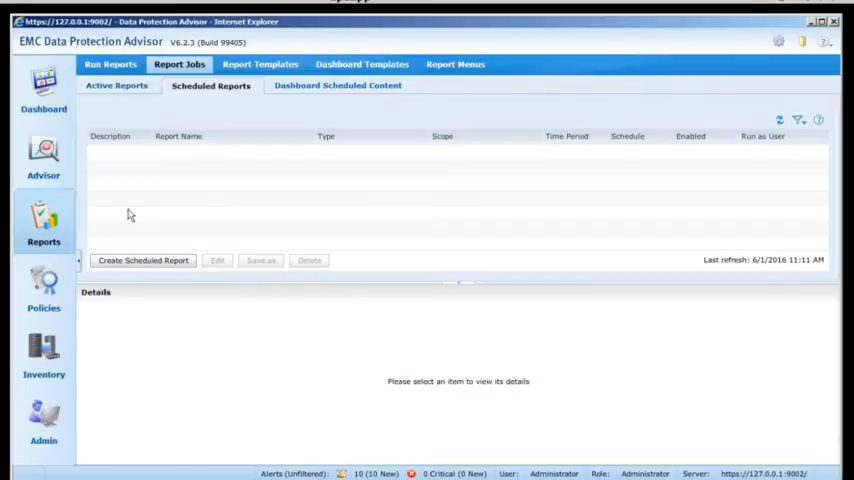 https://127.0.0.1:9002/ - Data Protection Advisor - Internet Explorer
EMC Data Protection Advisor V6.2.3 (Build 99405)
Run Reports Report Jobs Report Templates Dashboard Templates Report Menus
Active Reports Scheduled Reports Dashboard Scheduled Content
Dashboard
Description Report Name Type Scope Time Period Schedule Enabled Run as User
Advisor
Reports
Create Scheduled Report Edit Save as Delete Last refresh: 6/1/2016 11:11 AM
Details
Policies
Inventory
Please select an item to view its details
Admin
Alerts (Unfiltered): 10 (10 New) 0 Critical (0 New) User: Administrator Role: Administrator Server: https://127.0.0.1:9002/